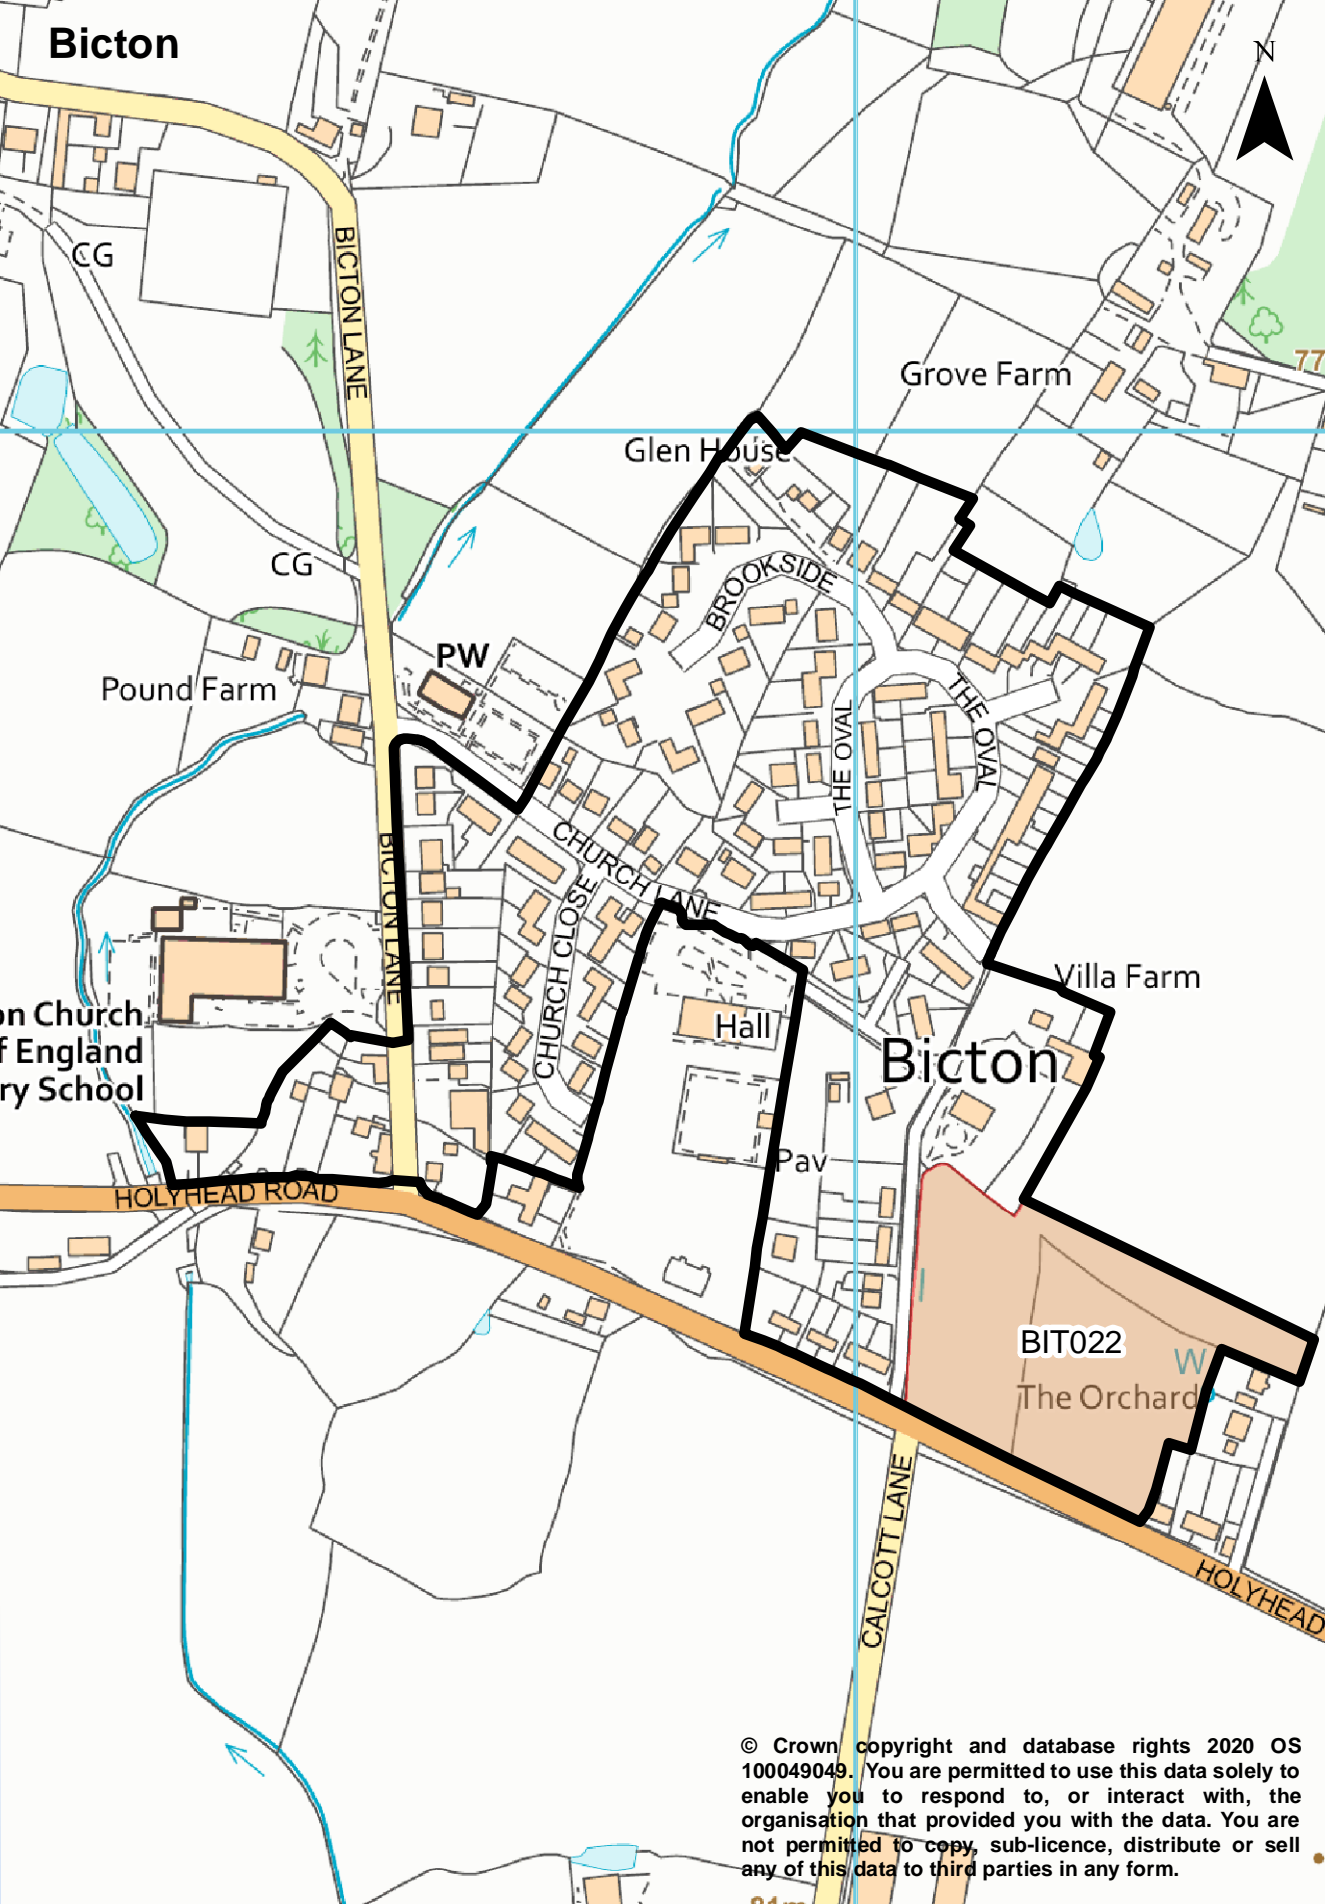 Bicton
N
CG
BICTON LANE
77
Grove Farm
Glen House
CG
BROOKSIDE
PW
Pound Farm
THE OVAL
THE OVAL
CHURCH LANE
BICTON LANE
CHURCH CLOSE
Villa Farm
on Church
f England
ry School
Hall
Bicton
Pav
HOLYHEAD ROAD
BIT022
W
The Orchard
CALCOTT LANE
HOLYHEAD
© Crown copyright and database rights 2020 OS
100049049. You are permitted to use this data solely to
enable you to respond to, or interact with, the
organisation that provided you with the data. You are
not permitted to copy, sub-licence, distribute or sell
any of this data to third parties in any form.